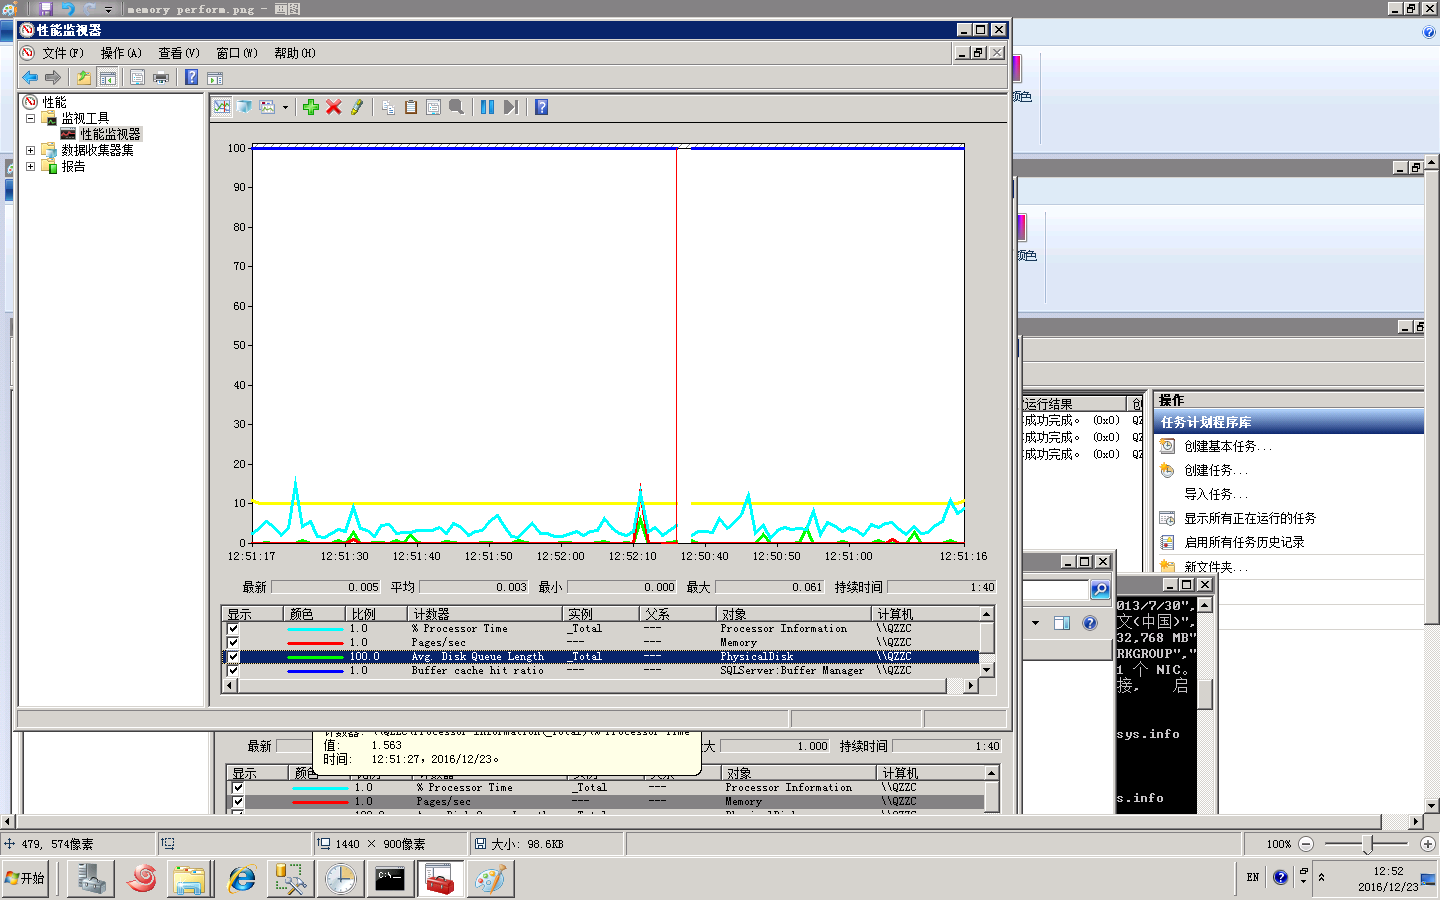 memory perform.png - 画图
性能监视器
文件(F) 操作(A) 查看(V) 窗口(W) 帮助(H)
性能
监视工具
性能监视器
数据收集器集
报告
颜色
颜色
100
90
80
70
60
50
40
30
20
10
0
12:51:17 12:51:30 12:51:40 12:51:50 12:52:00 12:52:10 12:50:40 12:50:50 12:51:00 12:51:16
最新 0.005 平均 0.003 最小 0.000 最大 0.061 持续时间 1:40
显示 颜色 比例 计数器 实例 父系 对象 计算机
1.0 % Processor Time _Total --- Processor Information \\QZZC
1.0 Pages/sec --- --- Memory \\QZZC
100.0 Avg. Disk Queue Length _Total --- PhysicalDisk \\QZZC
1.0 Buffer cache hit ratio --- --- SQLServer:Buffer Manager \\QZZC
运行结果 创
成功完成。 (0x0) QZ
成功完成。 (0x0) QZ
成功完成。 (0x0) QZ
操作
任务计划程序库
创建基本任务...
创建任务...
导入任务...
显示所有正在运行的任务
启用所有任务历史记录
新文件夹...
013/7/30",
文(中国)",
32,768 MB"
RKGROUP","
1 个 NIC。
接, 启
sys.info
s.info
计数器: \\QZZC\Processor Information(_Total)\% Processor Time
值: 1.563
时间: 12:51:27, 2016/12/23。
最新 大 1.000 持续时间 1:40
显示 颜色 比例 计数器 实例 父系 对象 计算机
1.0 % Processor Time _Total --- Processor Information \\QZZC
1.0 Pages/sec --- --- Memory \\QZZC
479, 574像素 1440 × 900像素 大小: 98.6KB 100%
开始 C:\ EN 12:52
2016/12/23